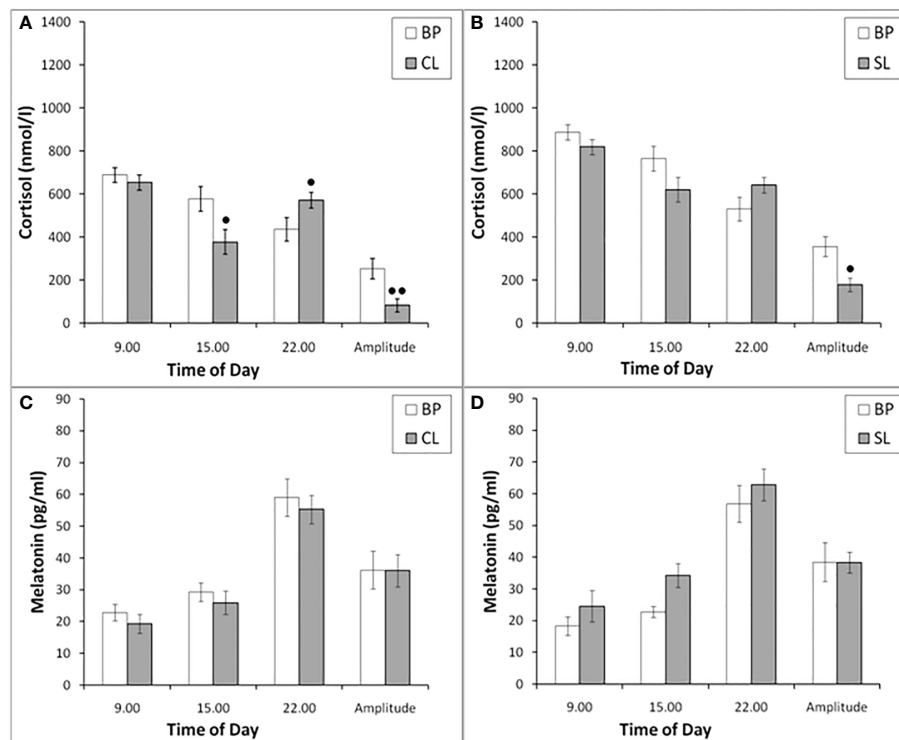 A
BP
CL
1400
1200
1000
800
600
400
200
0
Cortisol (nmol/l)
9.00 15.00 22.00 Amplitude
Time of Day
B
BP
SL
1400
1200
1000
800
600
400
200
0
Cortisol (nmol/l)
9.00 15.00 22.00 Amplitude
Time of Day
C
BP
CL
90
80
70
60
50
40
30
20
10
0
Melatonin (pg/ml)
9.00 15.00 22.00 Amplitude
Time of Day
D
BP
SL
90
80
70
60
50
40
30
20
10
0
Melatonin (pg/ml)
9.00 15.00 22.00 Amplitude
Time of Day